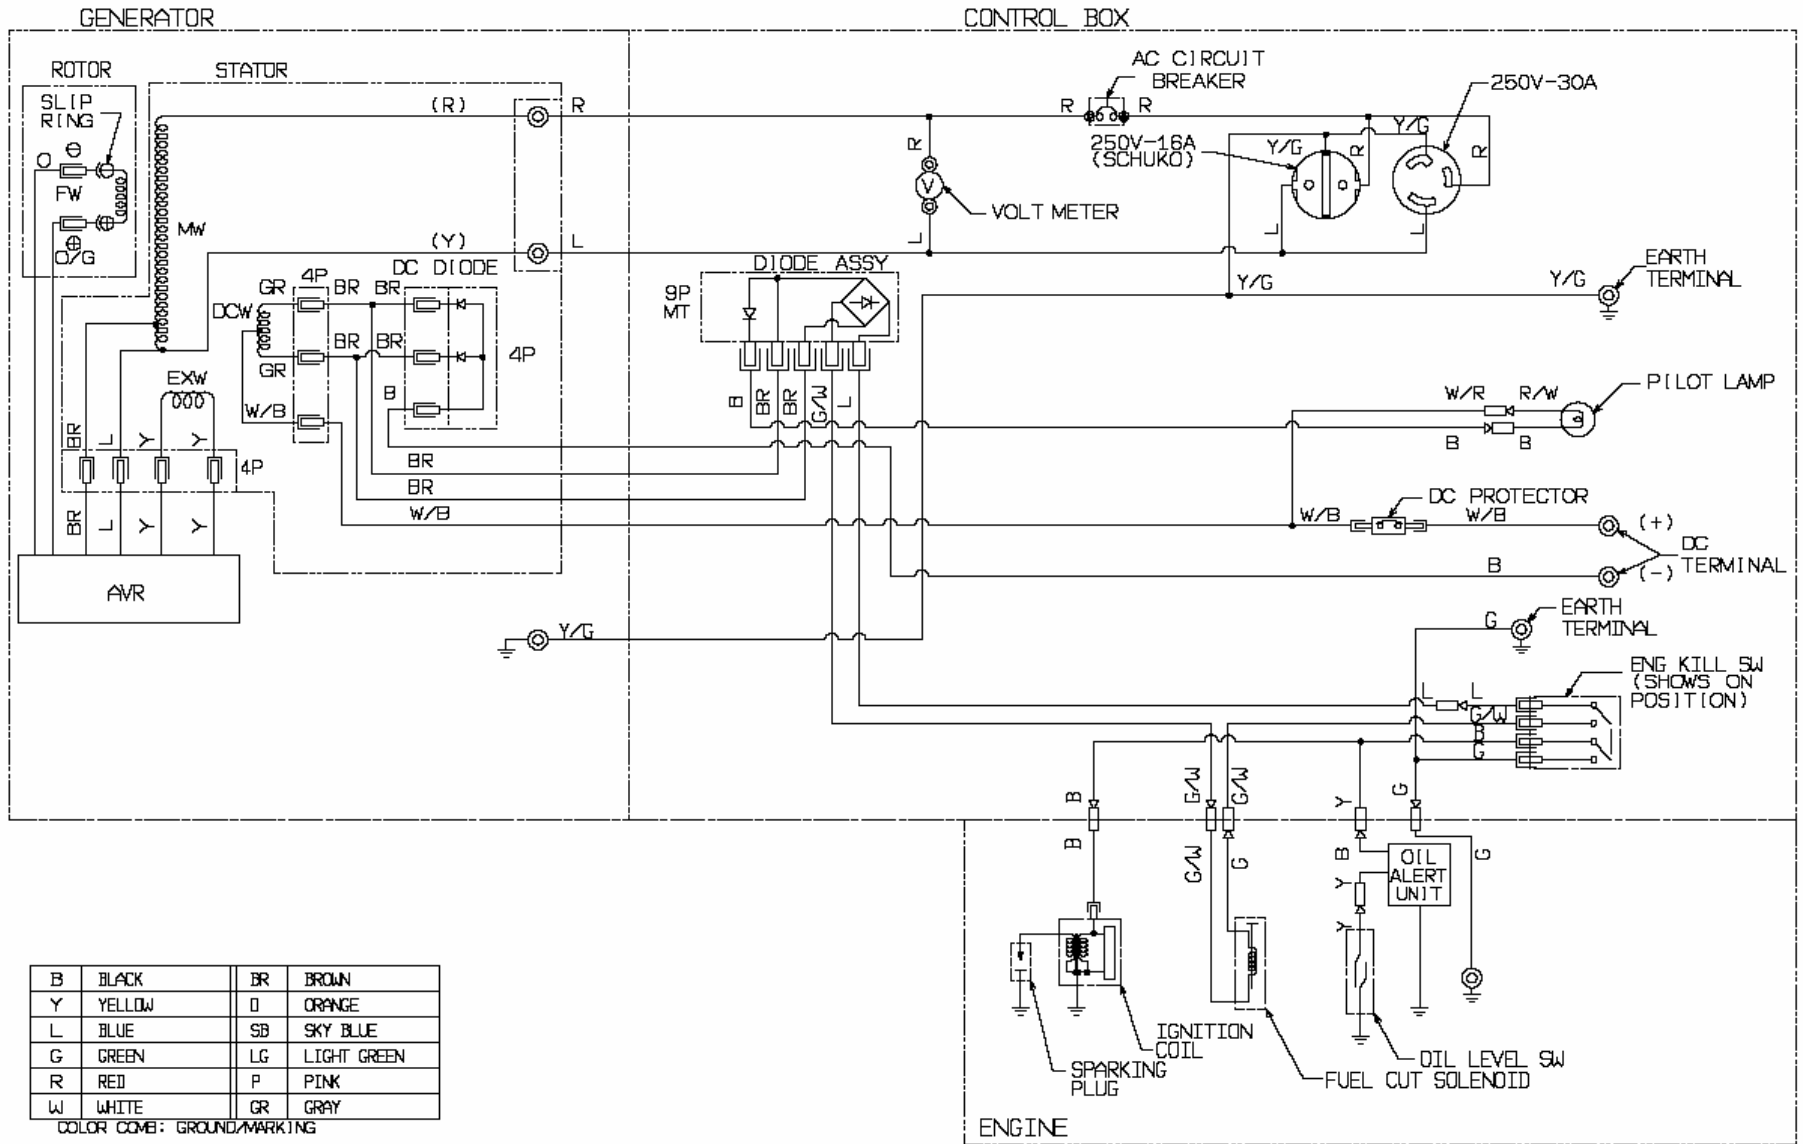 GENERATOR
CONTROL BOX
ROTOR
STATOR
SLIP
RING
O
⊖
FW
⊕
O/G
MW
(R)
R
(Y)
L
R
AC CIRCUIT
BREAKER
R
R
250V-16A
(SCHUKO)
Y/G
R
Y/G
250V-30A
R
V
VOLT METER
L
L
L
EARTH
TERMINAL
Y/G
Y/G
DC DIODE
4P
GR
BR
BR
DCW
GR
BR
BR
4P
B
W/B
DIODE ASSY
9P
MT
B
BR
BR
G/W
L
EXW
BR
L
Y
Y
4P
BR
L
Y
Y
AVR
BR
BR
W/B
W/R
R/W
PILOT LAMP
B
B
DC PROTECTOR
W/B
W/B
(+)
DC
TERMINAL
B
(-)
Y/G
G
EARTH
TERMINAL
ENG KILL SW
(SHOWS ON
POSITION)
L
L
G/W
B
G
B
G/W
G/W
Y
G
B
G/W
G
B
OIL
ALERT
UNIT
G
Y
Y
IGNITION
COIL
SPARKING
PLUG
OIL LEVEL SW
FUEL CUT SOLENOID
ENGINE
B BLACK BR BROWN
Y YELLOW O ORANGE
L BLUE SB SKY BLUE
G GREEN LG LIGHT GREEN
R RED P PINK
W WHITE GR GRAY
COLOR COMB: GROUND/MARKING